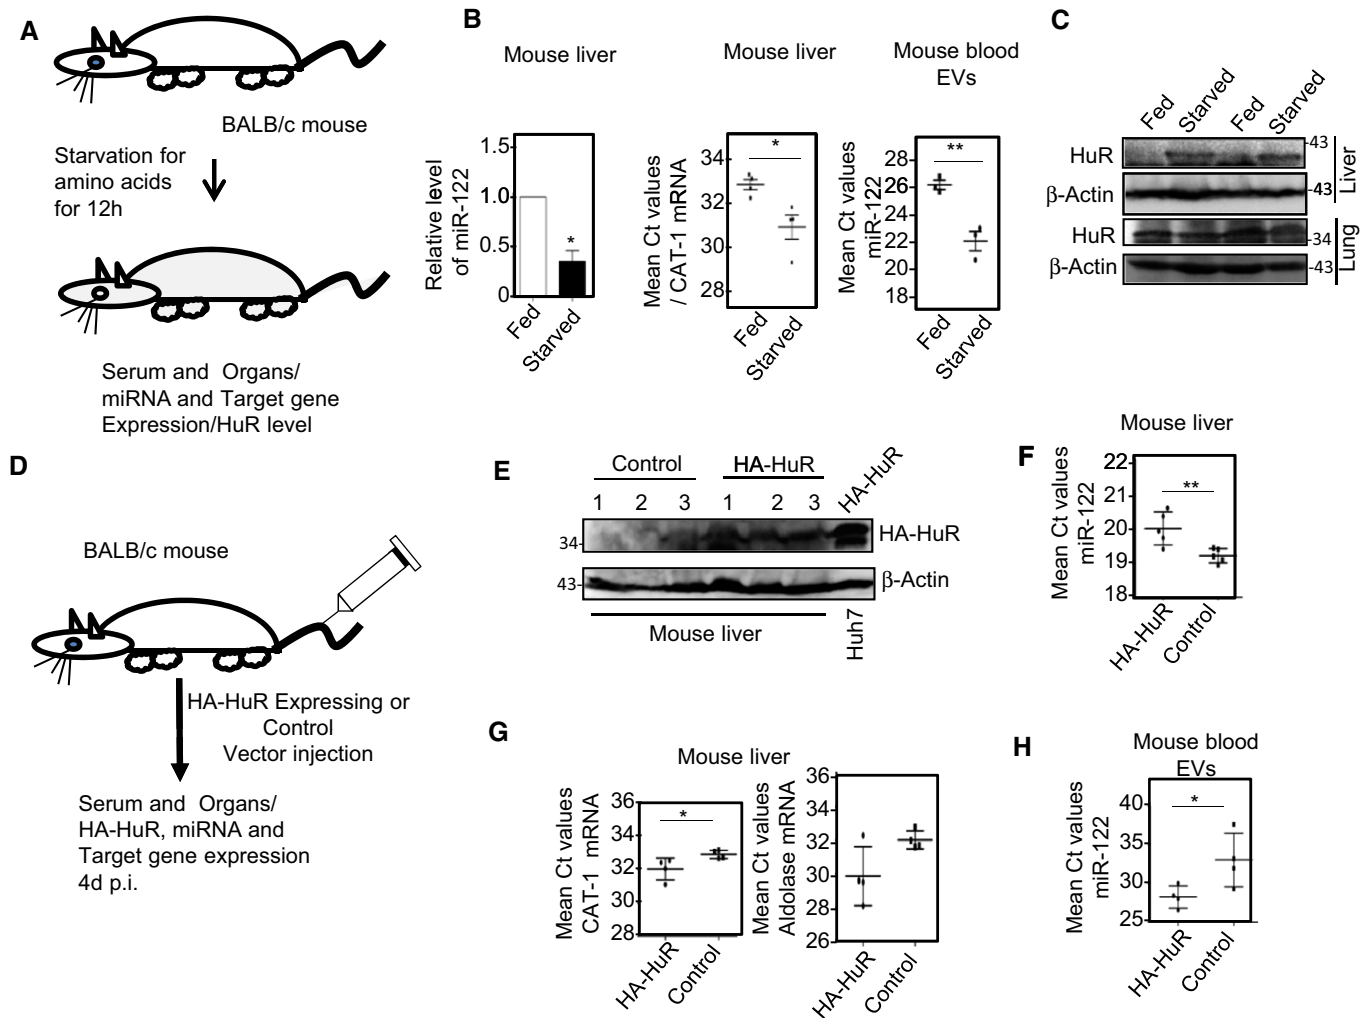 A
BALB/c mouse
Starvation for
amino acids
for 12h
Serum and Organs/
miRNA and Target gene
Expression/HuR level
B
Mouse liver
Relative level
of miR-122
1.5
1.0
0.5
0
*
Fed
Starved
Mouse liver
Mean Ct values
/ CAT-1 mRNA
34
32
30
28
*
Fed
Starved
Mouse blood
EVs
Mean Ct values
miR-122
28
26
24
22
20
18
**
Fed
Starved
C
Fed
Starved
Fed
Starved
HuR
-43
β-Actin
-43
Liver
HuR
-34
β-Actin
-43
Lung
D
BALB/c mouse
HA-HuR Expressing or
Control
Vector injection
Serum and Organs/
HA-HuR, miRNA and
Target gene expression
4d p.i.
E
Control
HA-HuR
HA-HuR
1 2 3 1 2 3
34-
HA-HuR
43-
β-Actin
Mouse liver
Huh7
F
Mouse liver
Mean Ct values
miR-122
22
21
20
19
18
**
HA-HuR
Control
G
Mouse liver
Mean Ct values
CAT-1 mRNA
36
34
32
30
28
*
HA-HuR
Control
Mean Ct values
Aldolase mRNA
36
34
32
30
28
26
HA-HuR
Control
H
Mouse blood
EVs
Mean Ct values
miR-122
40
35
30
25
*
HA-HuR
Control